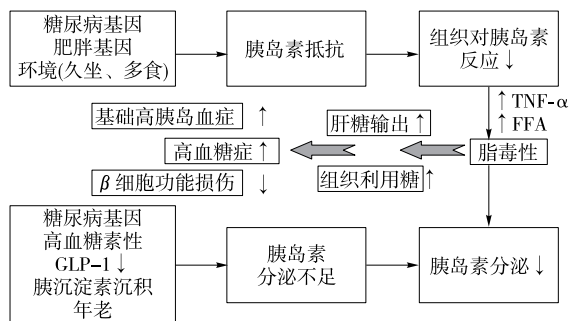 糖尿病基因
肥胖基因
环境(久坐、多食)
胰岛素抵抗
组织对胰岛素
反应↓
↑TNF-α
↑FFA
基础高胰岛血症 ↑
肝糖输出↑
高血糖症↑
脂毒性
组织利用糖↑
β细胞功能损伤 ↓
糖尿病基因
高血糖素性
GLP-1↓
胰沉淀素沉积
年老
胰岛素
分泌不足
胰岛素分泌↓